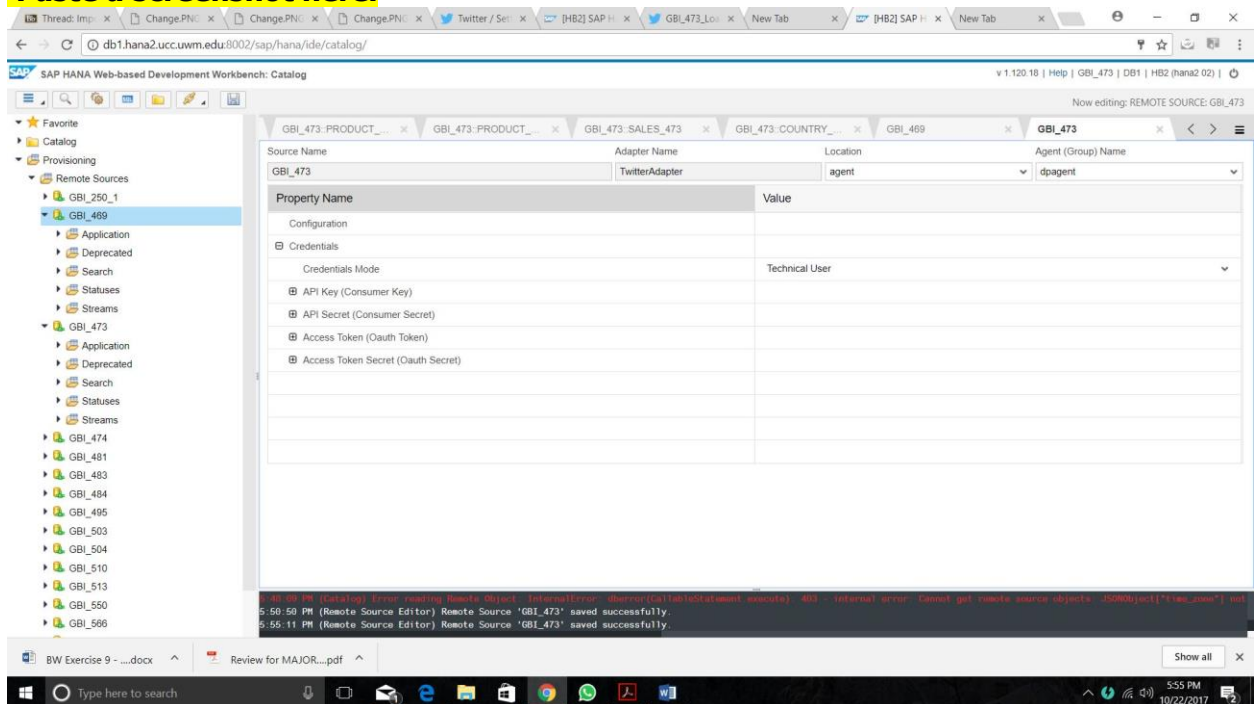 Paste a screenshot here:
Thread: Imp
Change.PNG
Change.PNG
Change.PNG
Twitter / Set
[HB2] SAP H
GBI_473_Loa
New Tab
[HB2] SAP H
New Tab
db1.hana2.ucc.uwm.edu:8002/sap/hana/ide/catalog/
SAP SAP HANA Web-based Development Workbench: Catalog
v 1.120.18 | Help | GBI_473 | DB1 | HB2 (hana2 02) |
Now editing: REMOTE SOURCE: GBI_473
Favorite
Catalog
Provisioning
Remote Sources
GBI_250_1
GBI_469
Application
Deprecated
Search
Statuses
Streams
GBI_473
Application
Deprecated
Search
Statuses
Streams
GBI_474
GBI_481
GBI_483
GBI_484
GBI_495
GBI_503
GBI_504
GBI_510
GBI_513
GBI_550
GBI_566
GBI_473::PRODUCT_...
GBI_473::PRODUCT_...
GBI_473::SALES_473
GBI_473::COUNTRY_...
GBI_469
GBI_473
Source Name Adapter Name Location Agent (Group) Name
GBI_473 TwitterAdapter agent dpagent
Property Name Value
Configuration
Credentials
Credentials Mode Technical User
API Key (Consumer Key)
API Secret (Consumer Secret)
Access Token (Oauth Token)
Access Token Secret (Oauth Secret)
5:48:09 PM (Catalog) Error reading Remote Object InternalError: dberror(CallableStatement.execute): 403 - internal error: Cannot get remote source objects: JSONObject["time_zone"] not
5:50:50 PM (Remote Source Editor) Remote Source 'GBI_473' saved successfully.
5:55:11 PM (Remote Source Editor) Remote Source 'GBI_473' saved successfully.
BW Exercise 9 - ....docx
Review for MAJOR....pdf
Show all
Type here to search
5:55 PM
10/22/2017